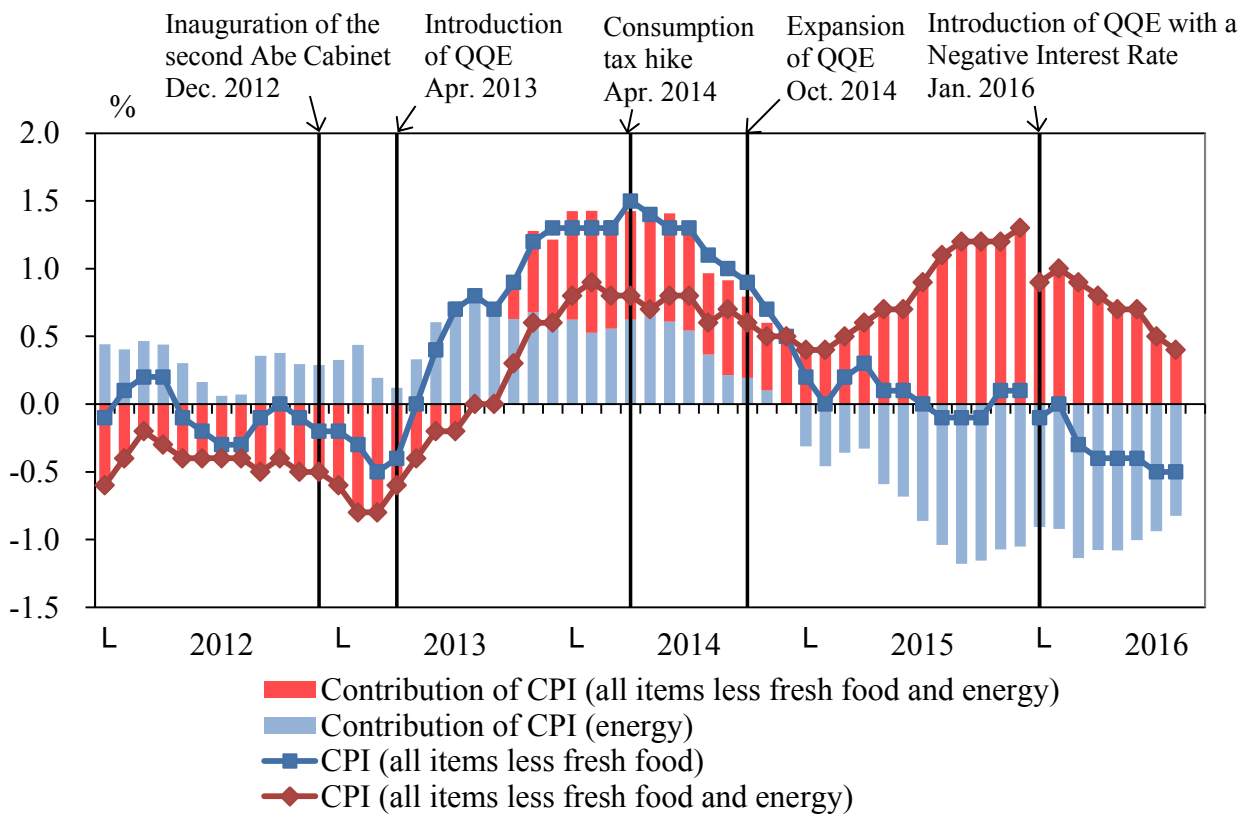 Inauguration of the
second Abe Cabinet
Dec. 2012
Introduction
of QQE
Apr. 2013
Consumption
tax hike
Apr. 2014
Expansion
of QQE
Oct. 2014
Introduction of QQE with a
Negative Interest Rate
Jan. 2016
%
2.0
1.5
1.0
0.5
0.0
-0.5
-1.0
-1.5
L 2012 L 2013 L 2014 L 2015 L 2016
Contribution of CPI (all items less fresh food and energy)
Contribution of CPI (energy)
CPI (all items less fresh food)
CPI (all items less fresh food and energy)